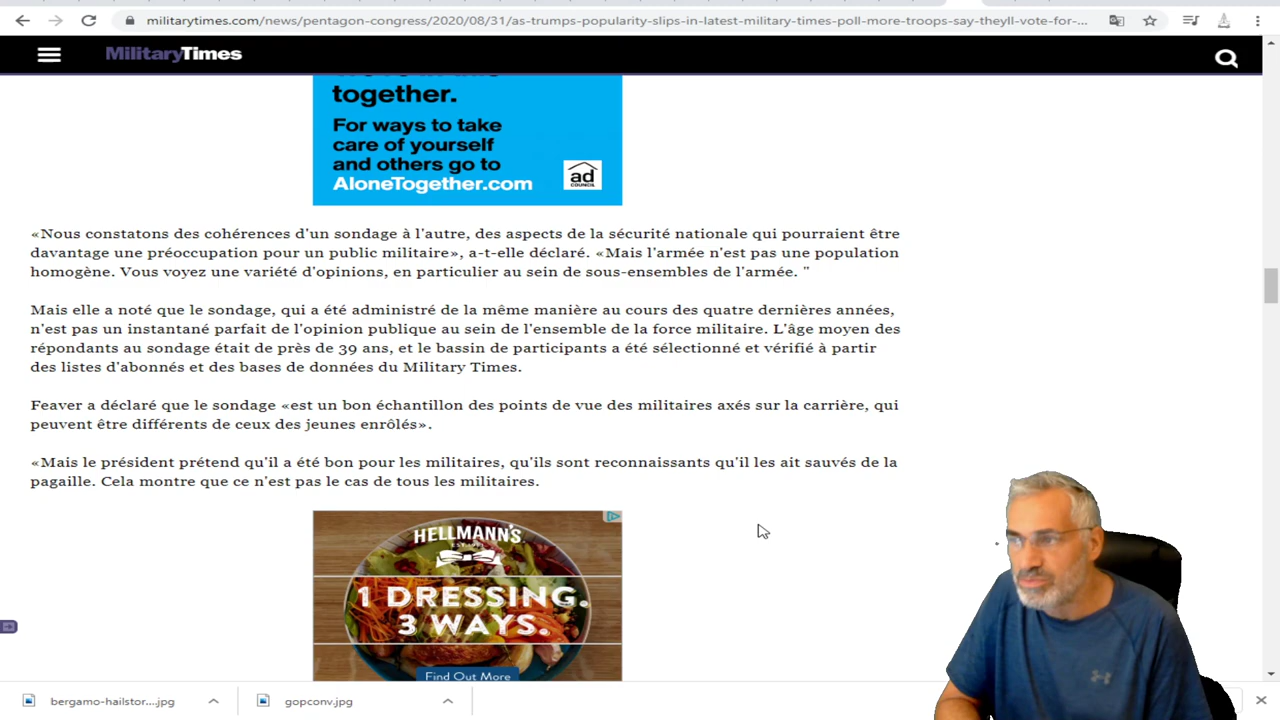 militarytimes.com/news/pentagon-congress/2020/08/31/as-trumps-popularity-slips-in-latest-military-times-poll-more-troops-say-theyll-vote-for-...
MilitaryTimes
together.
For ways to take
care of yourself
and others go to
AloneTogether.com
ad
COUNCIL
«Nous constatons des cohérences d'un sondage à l'autre, des aspects de la sécurité nationale qui pourraient être
davantage une préoccupation pour un public militaire», a-t-elle déclaré. «Mais l'armée n'est pas une population
homogène. Vous voyez une variété d'opinions, en particulier au sein de sous-ensembles de l'armée. "
Mais elle a noté que le sondage, qui a été administré de la même manière au cours des quatre dernières années,
n'est pas un instantané parfait de l'opinion publique au sein de l'ensemble de la force militaire. L'âge moyen des
répondants au sondage était de près de 39 ans, et le bassin de participants a été sélectionné et vérifié à partir
des listes d'abonnés et des bases de données du Military Times.
Feaver a déclaré que le sondage «est un bon échantillon des points de vue des militaires axés sur la carrière, qui
peuvent être différents de ceux des jeunes enrôlés».
«Mais le président prétend qu'il a été bon pour les militaires, qu'ils sont reconnaissants qu'il les ait sauvés de la
pagaille. Cela montre que ce n'est pas le cas de tous les militaires.
HELLMANN'S
1 DRESSING.
3 WAYS.
Find Out More
bergamo-hailstor....jpg
gopconv.jpg